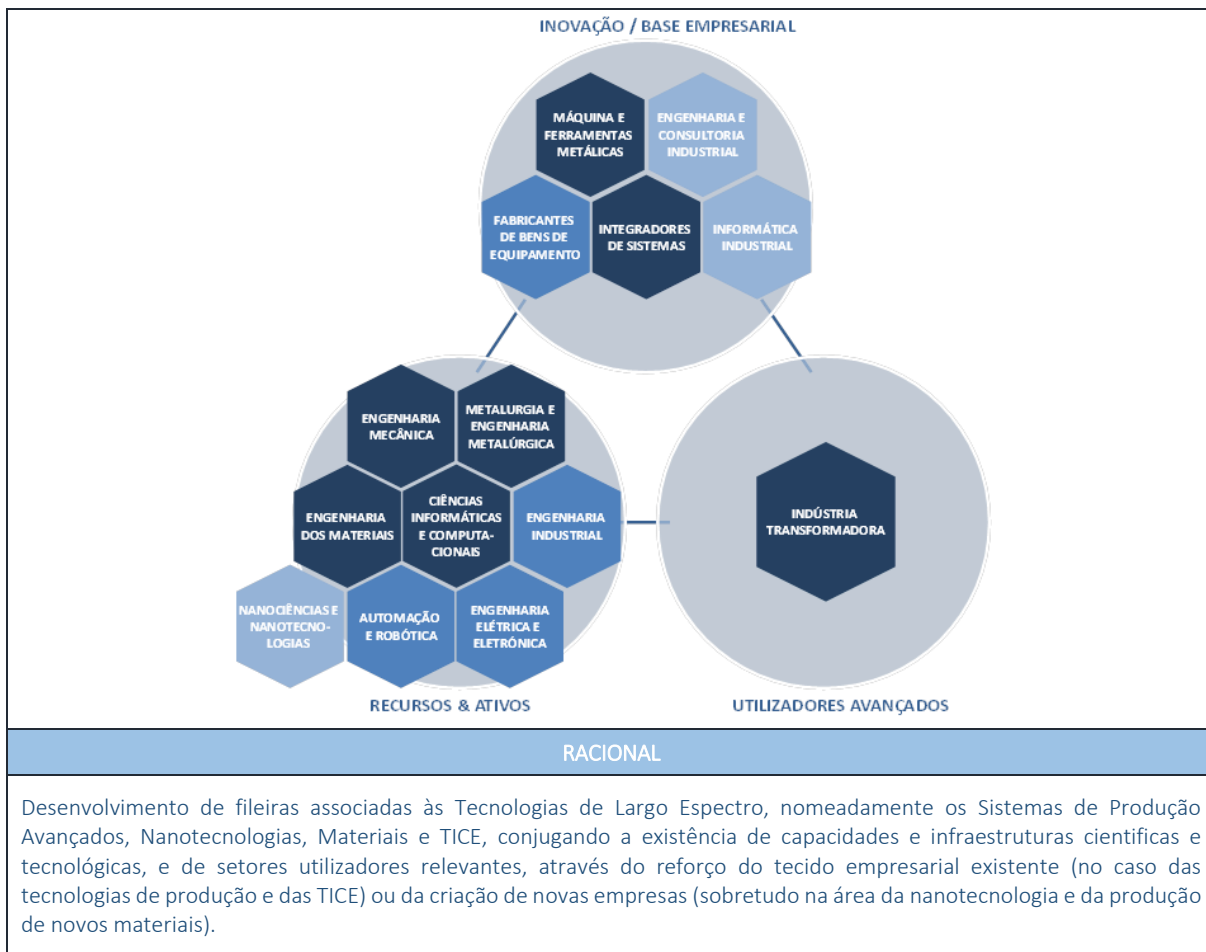 INOVAÇÃO / BASE EMPRESARIAL
MÁQUINA E
FERRAMENTAS
METÁLICAS
ENGENHARIA E
CONSULTORIA
INDUSTRIAL
FABRICANTES
DE BENS DE
EQUIPAMENTO
INTEGRADORES
DE SISTEMAS
INFORMÁTICA
INDUSTRIAL
ENGENHARIA
MECÂNICA
METALURGIA E
ENGENHARIA
METALÚRGICA
ENGENHARIA
DOS MATERIAIS
CIÊNCIAS
INFORMÁTICAS
E COMPUTA-
CIONAIS
ENGENHARIA
INDUSTRIAL
NANOCIÊNCIAS E
NANOTECNO-
LOGIAS
AUTOMAÇÃO
E ROBÓTICA
ENGENHARIA
ELÉTRICA E
ELETRÓNICA
INDÚSTRIA
TRANSFORMADORA
RECURSOS & ATIVOS
UTILIZADORES AVANÇADOS
RACIONAL
Desenvolvimento de fileiras associadas às Tecnologias de Largo Espectro, nomeadamente os Sistemas de Produção
Avançados, Nanotecnologias, Materiais e TICE, conjugando a existência de capacidades e infraestruturas cientificas e
tecnológicas, e de setores utilizadores relevantes, através do reforço do tecido empresarial existente (no caso das
tecnologias de produção e das TICE) ou da criação de novas empresas (sobretudo na área da nanotecnologia e da produção
de novos materiais).